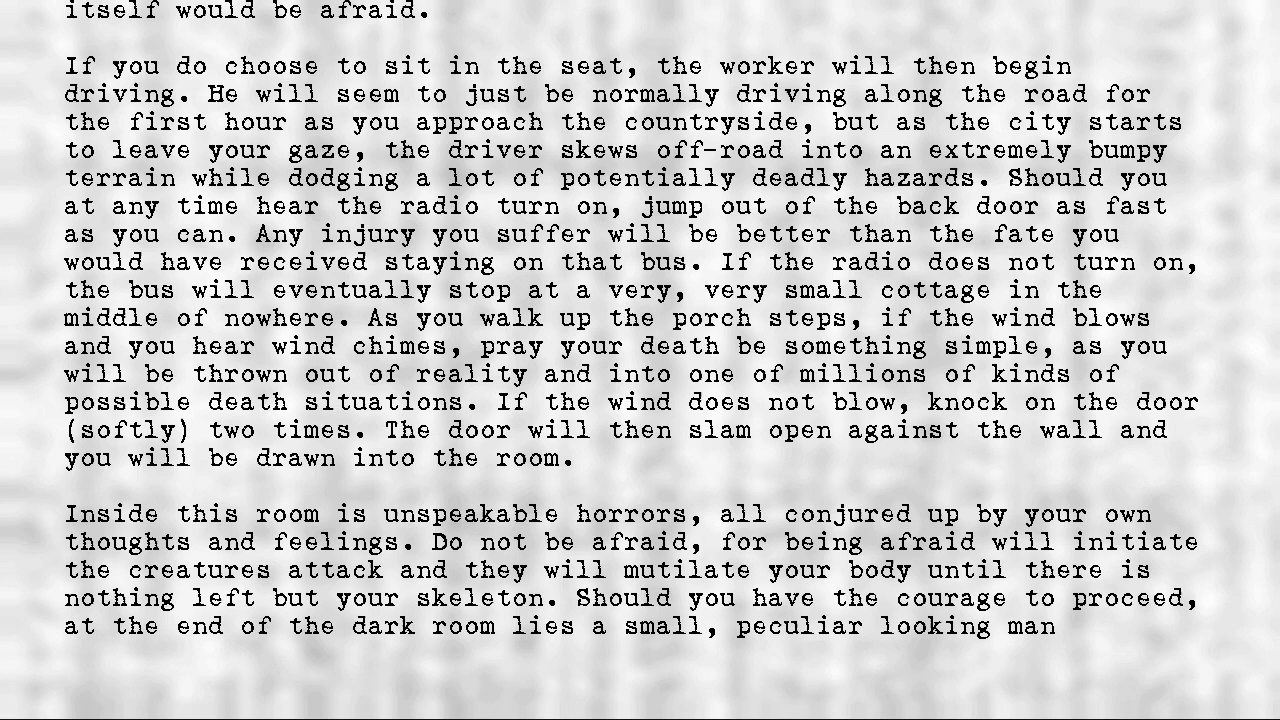 itself would be afraid.
If you do choose to sit in the seat, the worker will then begin
driving. He will seem to just be normally driving along the road for
the first hour as you approach the countryside, but as the city starts
to leave your gaze, the driver skews off-road into an extremely bumpy
terrain while dodging a lot of potentially deadly hazards. Should you
at any time hear the radio turn on, jump out of the back door as fast
as you can. Any injury you suffer will be better than the fate you
would have received staying on that bus. If the radio does not turn on,
the bus will eventually stop at a very, very small cottage in the
middle of nowhere. As you walk up the porch steps, if the wind blows
and you hear wind chimes, pray your death be something simple, as you
will be thrown out of reality and into one of millions of kinds of
possible death situations. If the wind does not blow, knock on the door
(softly) two times. The door will then slam open against the wall and
you will be drawn into the room.
Inside this room is unspeakable horrors, all conjured up by your own
thoughts and feelings. Do not be afraid, for being afraid will initiate
the creatures attack and they will mutilate your body until there is
nothing left but your skeleton. Should you have the courage to proceed,
at the end of the dark room lies a small, peculiar looking man